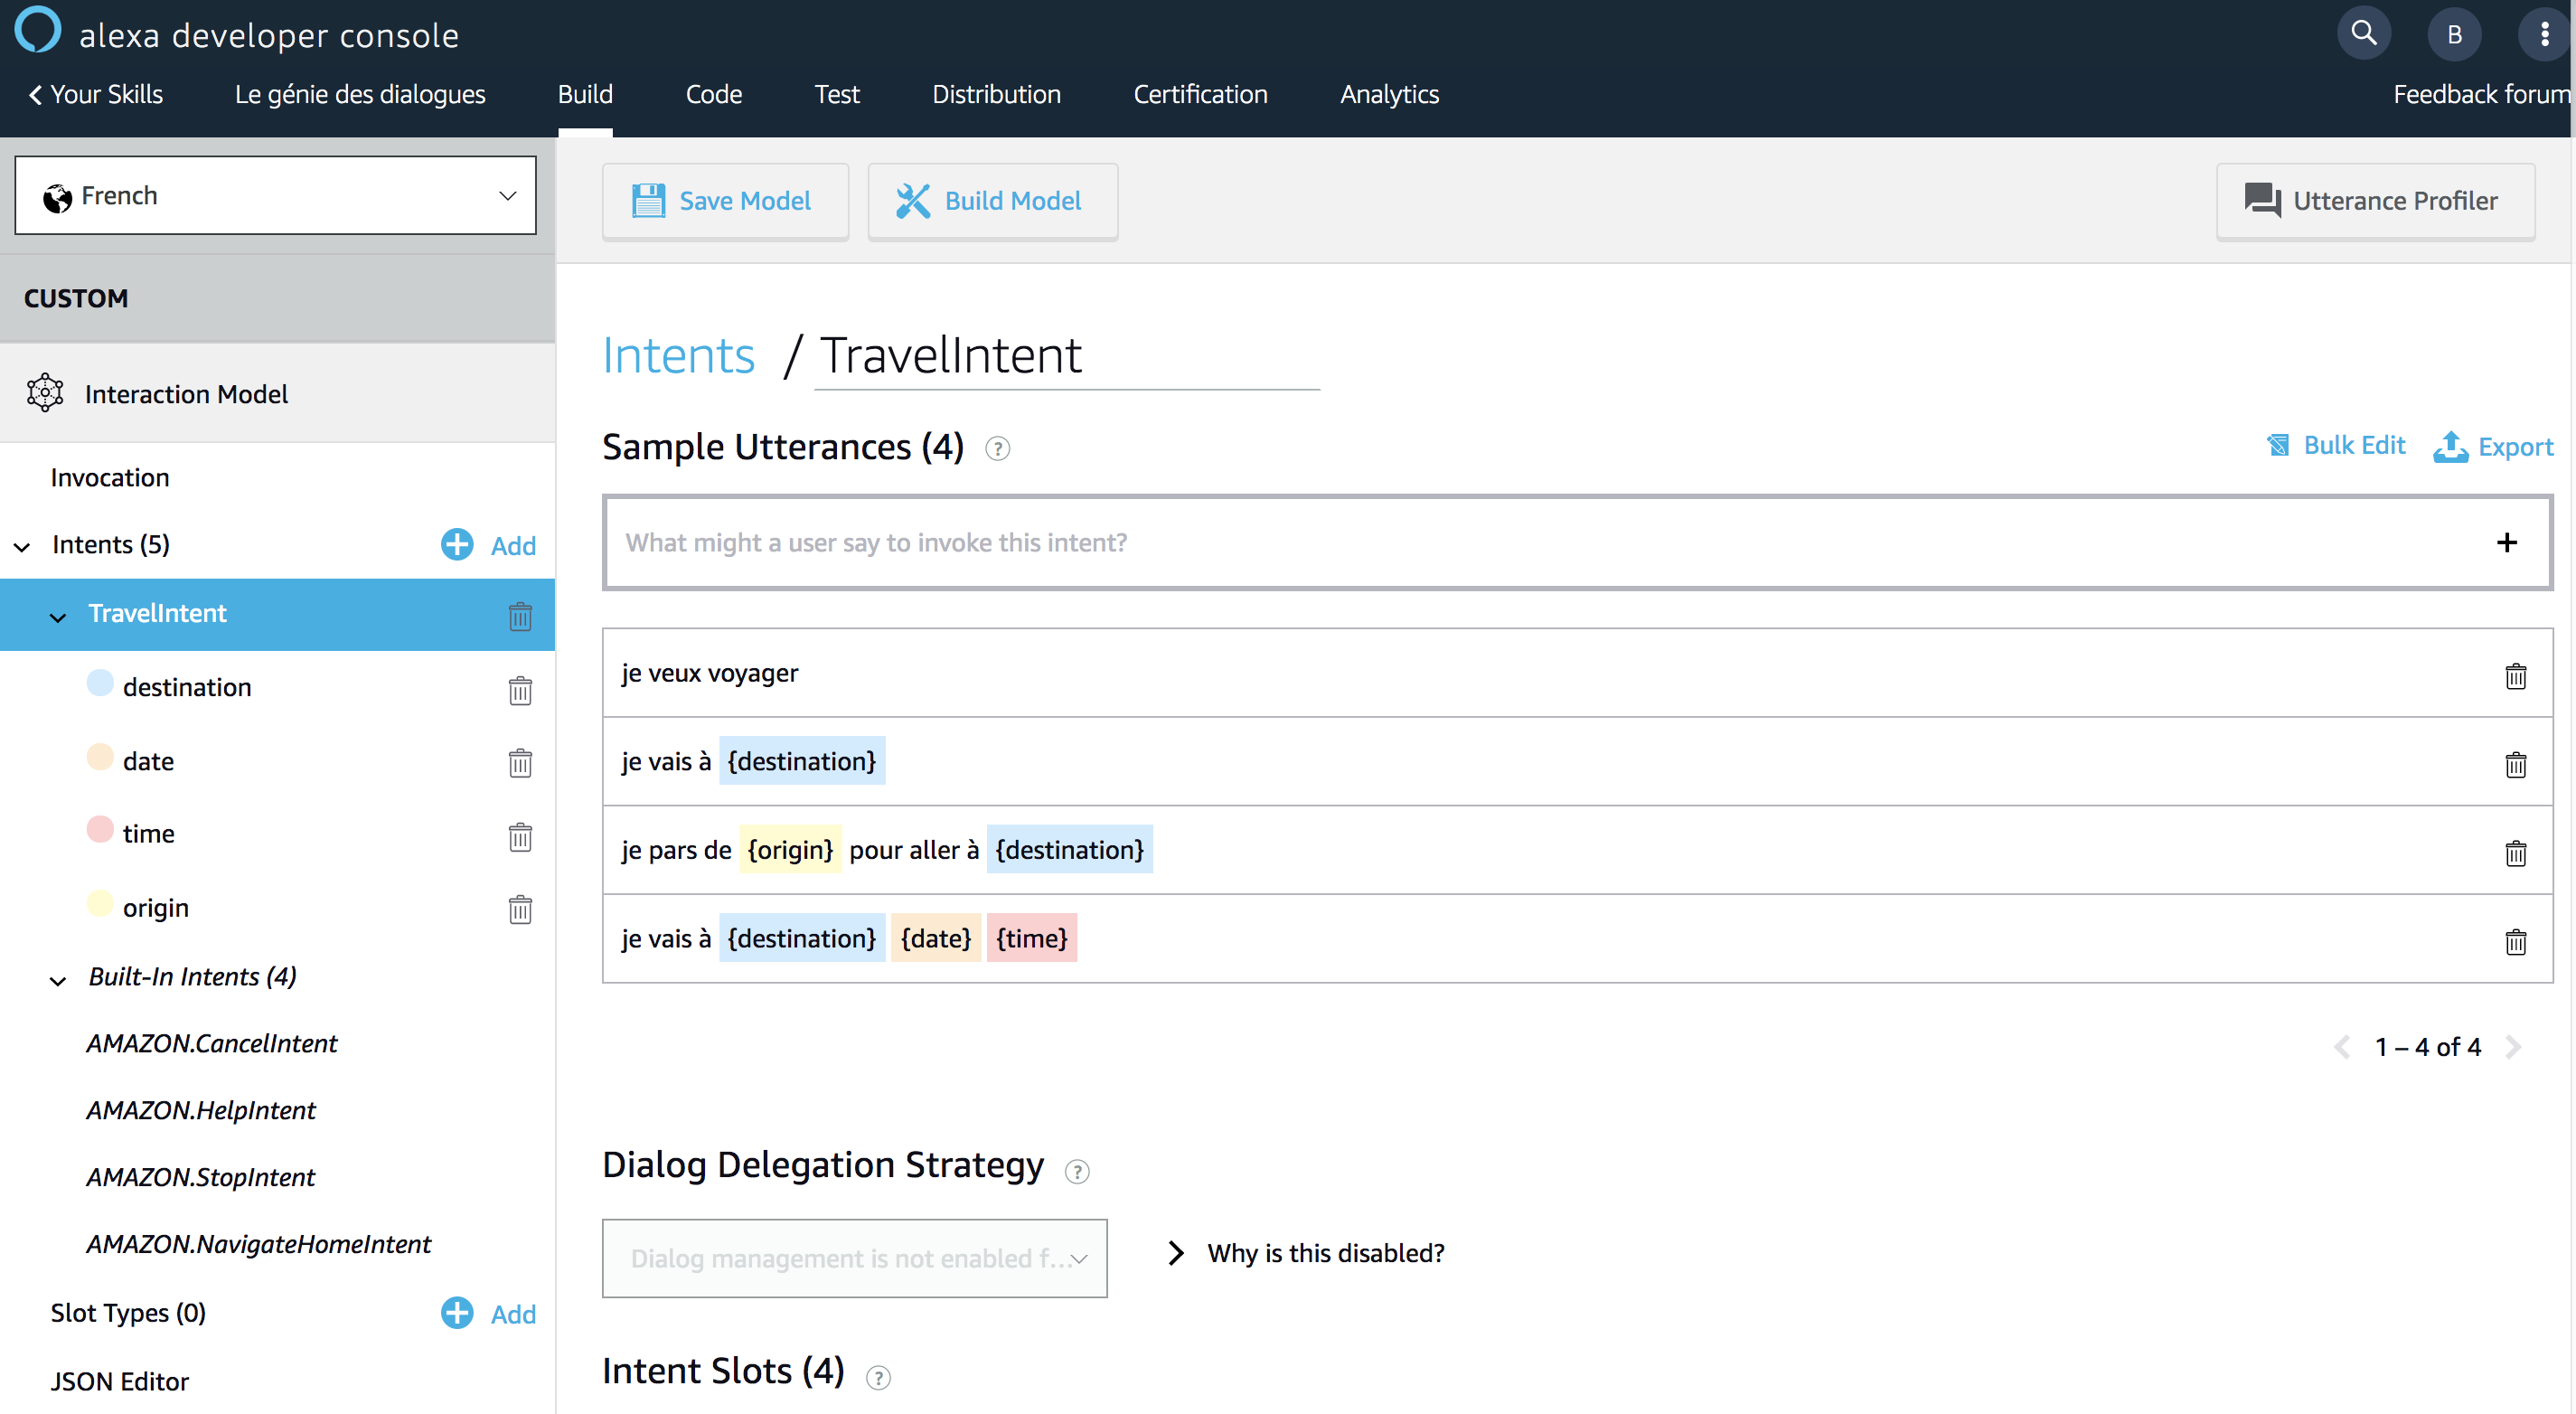 alexa developer console
B
Your Skills
Le génie des dialogues
Build
Code
Test
Distribution
Certification
Analytics
Feedback forum
French
CUSTOM
Interaction Model
Invocation
Intents (5)
Add
TravelIntent
destination
date
time
origin
Built-In Intents (4)
AMAZON.CancelIntent
AMAZON.HelpIntent
AMAZON.StopIntent
AMAZON.NavigateHomeIntent
Slot Types (0)
Add
JSON Editor
Save Model
Build Model
Utterance Profiler
Intents / TravelIntent
Sample Utterances (4) ?
Bulk Edit
Export
What might a user say to invoke this intent?
je veux voyager
je vais à {destination}
je pars de {origin} pour aller à {destination}
je vais à {destination} {date} {time}
1 – 4 of 4
Dialog Delegation Strategy ?
Dialog management is not enabled f...
Why is this disabled?
Intent Slots (4) ?